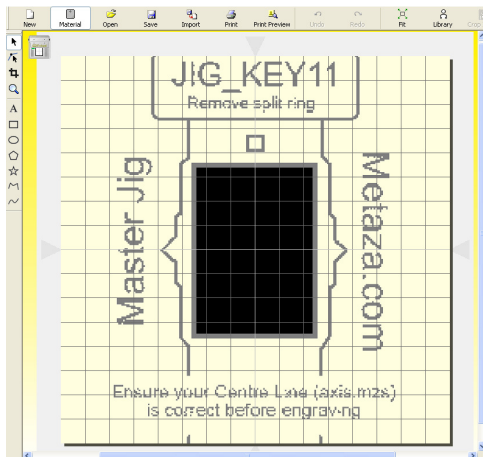 New Material Open Save Import Print Print Preview Undo Redo Fit Library Crop
A
JIG_KEY11
Remove split ring
Master Jig
Metaza.com
Ensure your Centre Line (axis.mzs)
is correct before engraving